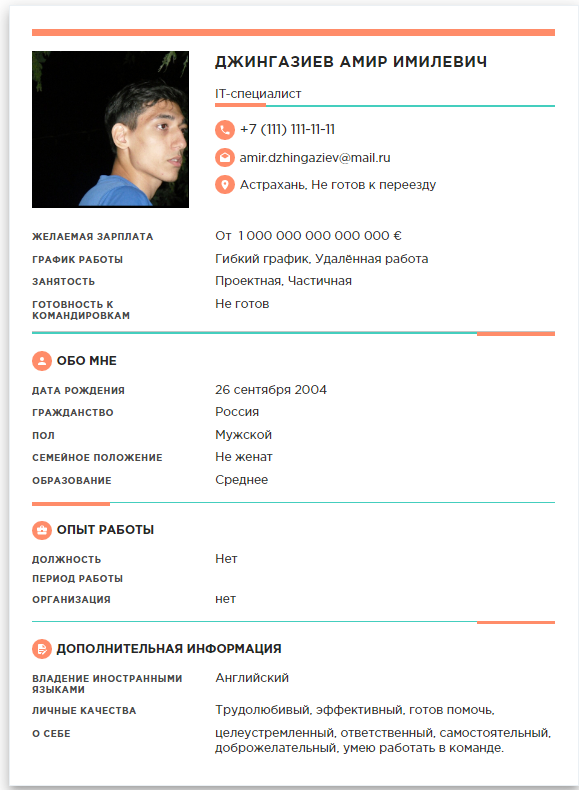 ДЖИНГАЗИЕВ АМИР ИМИЛЕВИЧ
IT-специалист
+7 (111) 111-11-11
amir.dzhingaziev@mail.ru
Астрахань, Не готов к переезду
ЖЕЛАЕМАЯ ЗАРПЛАТА От 1 000 000 000 000 000 €
ГРАФИК РАБОТЫ Гибкий график, Удалённая работа
ЗАНЯТОСТЬ Проектная, Частичная
ГОТОВНОСТЬ К Не готов
КОМАНДИРОВКАМ
ОБО МНЕ
ДАТА РОЖДЕНИЯ 26 сентября 2004
ГРАЖДАНСТВО Россия
ПОЛ Мужской
СЕМЕЙНОЕ ПОЛОЖЕНИЕ Не женат
ОБРАЗОВАНИЕ Среднее
ОПЫТ РАБОТЫ
ДОЛЖНОСТЬ Нет
ПЕРИОД РАБОТЫ
ОРГАНИЗАЦИЯ нет
ДОПОЛНИТЕЛЬНАЯ ИНФОРМАЦИЯ
ВЛАДЕНИЕ ИНОСТРАННЫМИ Английский
ЯЗЫКАМИ
ЛИЧНЫЕ КАЧЕСТВА Трудолюбивый, эффективный, готов помочь,
О СЕБЕ целеустремленный, ответственный, самостоятельный,
доброжелательный, умею работать в команде.